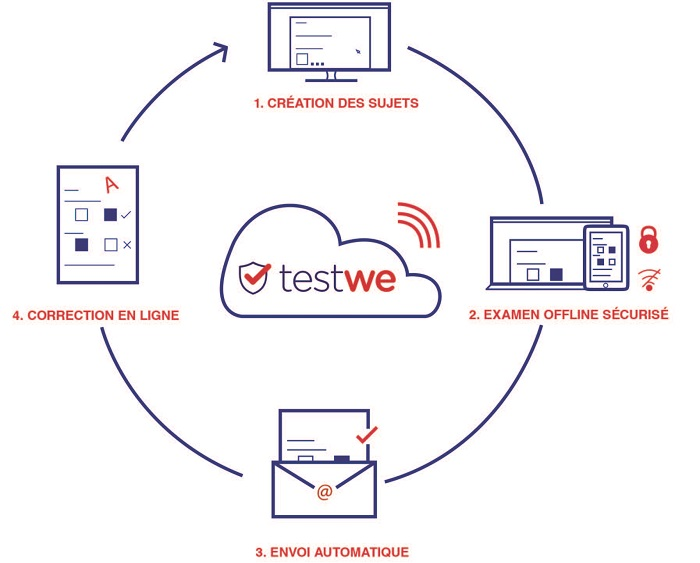 1. CRÉATION DES SUJETS
A
testwe
4. CORRECTION EN LIGNE
2. EXAMEN OFFLINE SÉCURISÉ
@
3. ENVOI AUTOMATIQUE